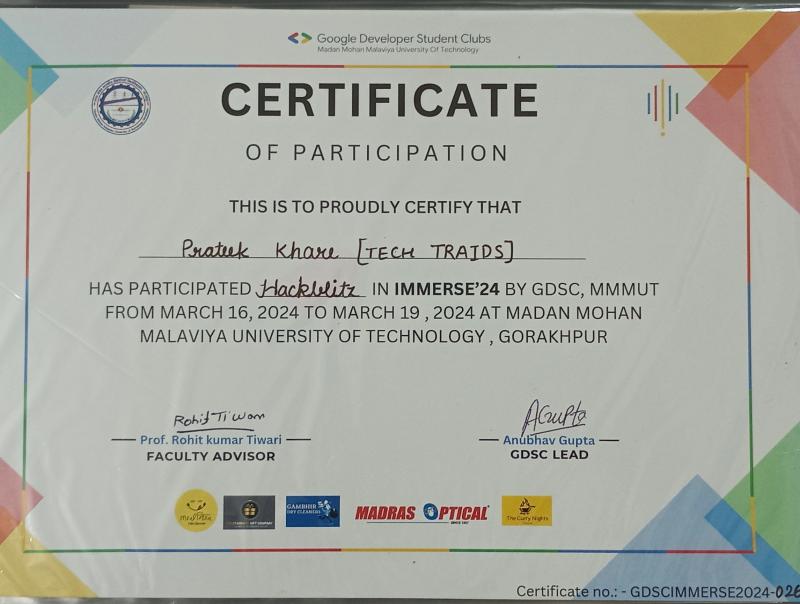 Google Developer Student Clubs
Madan Mohan Malaviya University Of Technology
CERTIFICATE
OF PARTICIPATION
THIS IS TO PROUDLY CERTIFY THAT
Prateek Khare [TECH TRAIDS]
HAS PARTICIPATED Hackblitz IN IMMERSE'24 BY GDSC, MMMUT
FROM MARCH 16, 2024 TO MARCH 19 , 2024 AT MADAN MOHAN
MALAVIYA UNIVERSITY OF TECHNOLOGY , GORAKHPUR
Rohit Tiwari
AGupta
Prof. Rohit kumar Tiwari
Anubhav Gupta
FACULTY ADVISOR
GDSC LEAD
GAMBHIR
DRY CLEANERS
MADRAS OPTICAL
The Curry Nights
Certificate no.: - GDSCIMMERSE2024-026